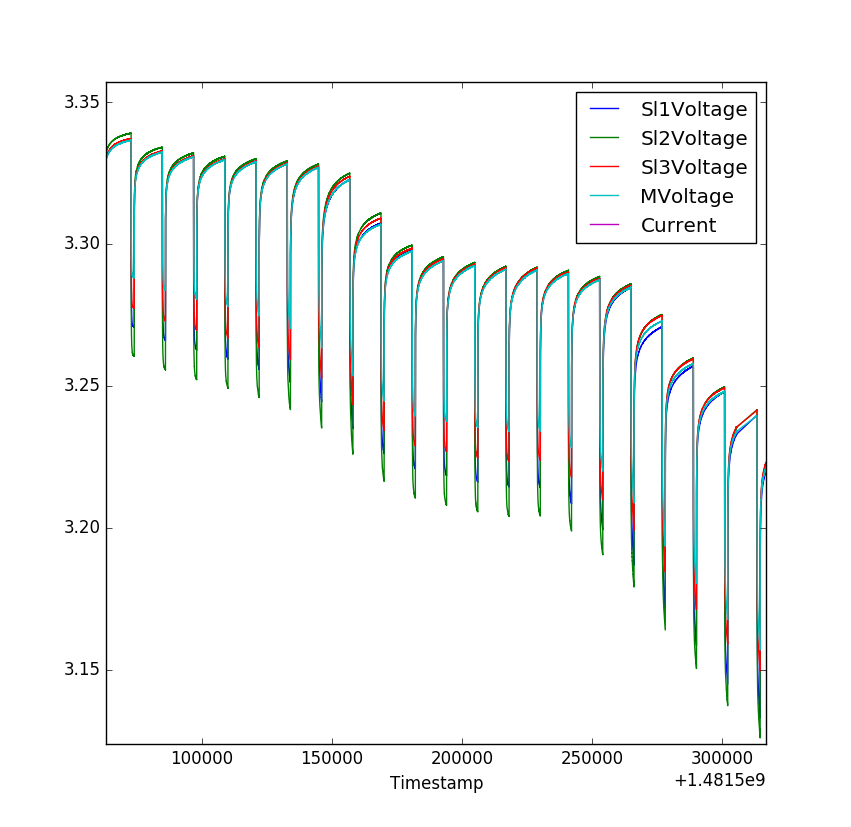 3.35
3.30
3.25
3.20
3.15
Sl1Voltage
Sl2Voltage
Sl3Voltage
MVoltage
Current
100000 150000 200000 250000 300000
Timestamp
+1.4815e9